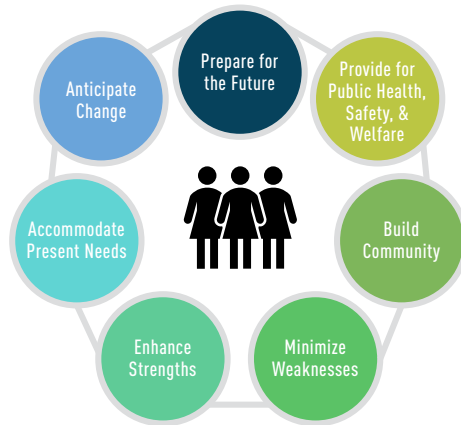 Prepare for
the Future
Provide for
Public Health,
Safety, &
Welfare
Build
Community
Minimize
Weaknesses
Enhance
Strengths
Accommodate
Present Needs
Anticipate
Change